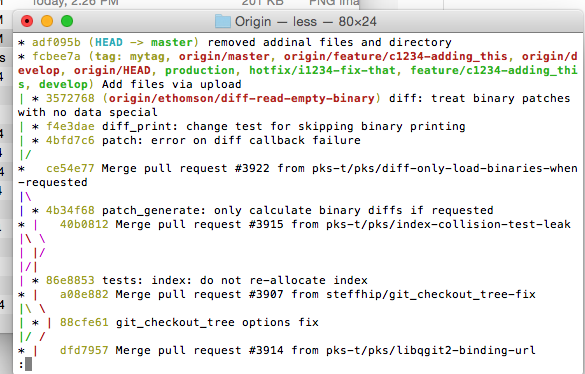 Today, 2:26 PM
201 KB
PNG ima
Origin — less — 80×24
* adf095b (HEAD -> master) removed addinal files and directory
* fcbee7a (tag: mytag, origin/master, origin/feature/c1234-adding_this, origin/d
evelop, origin/HEAD, production, hotfix/i1234-fix-that, feature/c1234-adding_thi
s, develop) Add files via upload
| * 3572768 (origin/ethomson/diff-read-empty-binary) diff: treat binary patches
with no data special
| * f4e3dae diff_print: change test for skipping binary printing
| * 4bfd7c6 patch: error on diff callback failure
|/
*   ce54e77 Merge pull request #3922 from pks-t/pks/diff-only-load-binaries-when
-requested
|\
| * 4b34f68 patch_generate: only calculate binary diffs if requested
* |   40b0812 Merge pull request #3915 from pks-t/pks/index-collision-test-leak
|\ \
| |/
|/|
| * 86e8853 tests: index: do not re-allocate index
* |   a08e882 Merge pull request #3907 from steffhip/git_checkout_tree-fix
|\ \
| * | 88cfe61 git_checkout_tree options fix
|/ /
* |   dfd7957 Merge pull request #3914 from pks-t/pks/libqgit2-binding-url
: